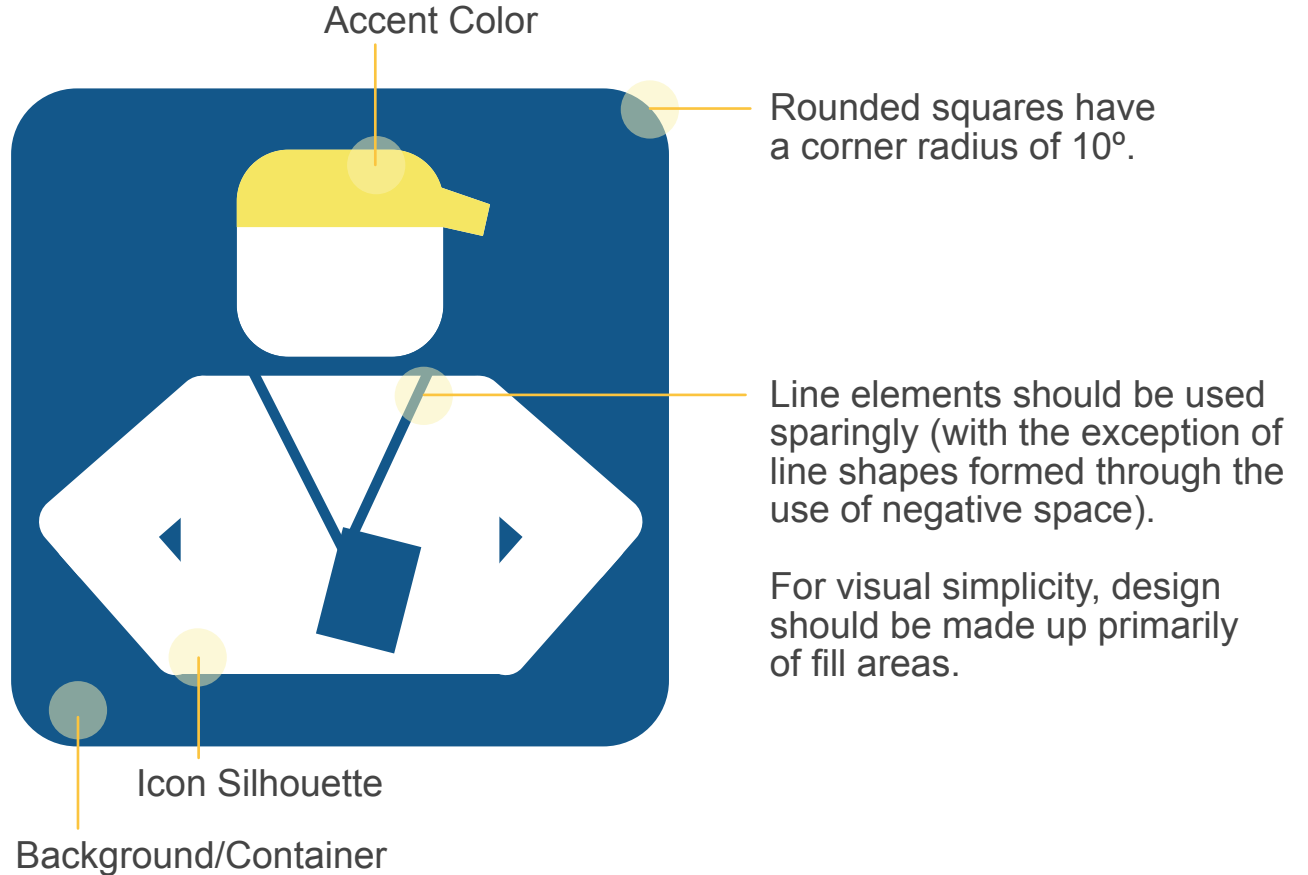 Accent Color
Rounded squares have
a corner radius of 10º.
Line elements should be used
sparingly (with the exception of
line shapes formed through the
use of negative space).
For visual simplicity, design
should be made up primarily
of fill areas.
Icon Silhouette
Background/Container